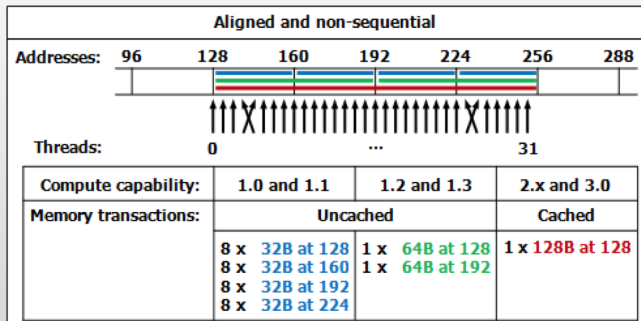 Aligned and non-sequential
Addresses: 96 128 160 192 224 256 288
Threads: 0 ... 31
Compute capability: 1.0 and 1.1 1.2 and 1.3 2.x and 3.0
Memory transactions: Uncached Cached
8 x 32B at 128 1 x 64B at 128 1 x 128B at 128
8 x 32B at 160 1 x 64B at 192
8 x 32B at 192
8 x 32B at 224